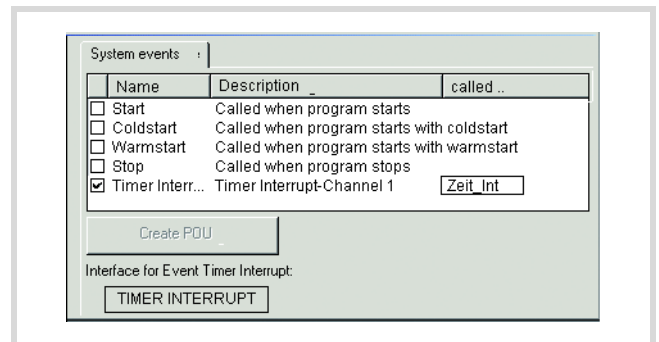 System events :
Name Description _ called ..
Start Called when program starts
Coldstart Called when program starts with coldstart
Warmstart Called when program starts with warmstart
Stop Called when program stops
Timer Interr... Timer Interrupt-Channel 1 Zeit_Int
Create POU _
Interface for Event Timer Interrupt:
TIMER INTERRUPT